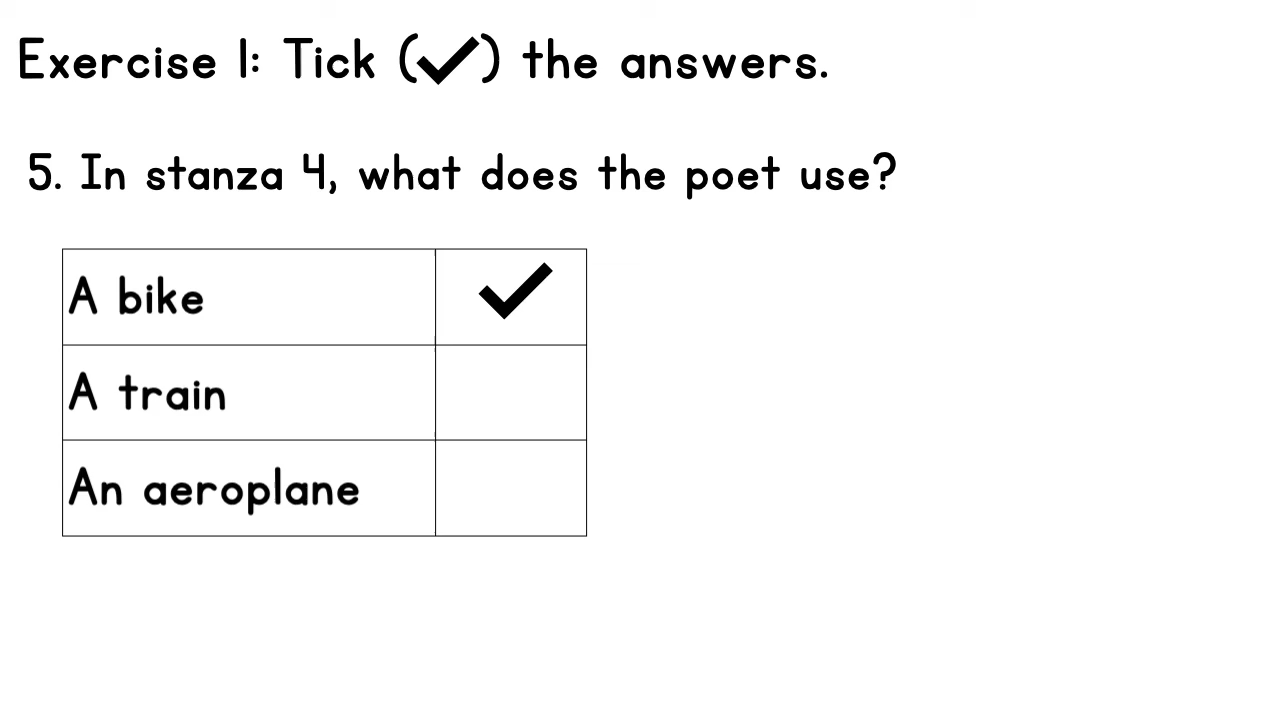 Exercise 1: Tick (✓) the answers.
5. In stanza 4, what does the poet use?
A bike ✓
A train
An aeroplane